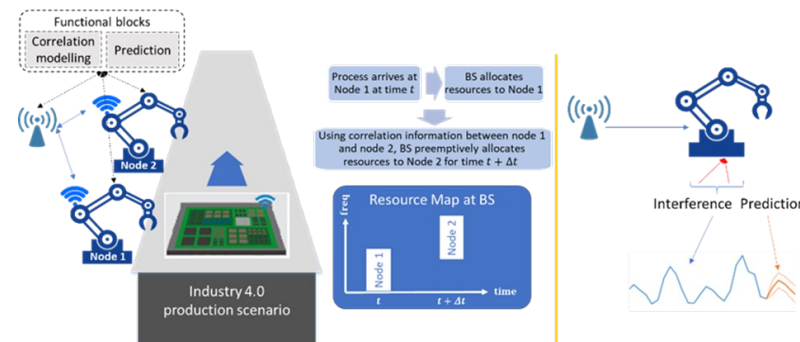 Functional blocks
Correlation
modelling
Prediction
Node 2
Node 1
Industry 4.0
production scenario
Process arrives at
Node 1 at time t
BS allocates
resources to Node 1
Using correlation information between node 1
and node 2, BS preemptively allocates
resources to Node 2 for time t + Δt
Resource Map at BS
freq
Node 1
Node 2
time
t
t + Δt
Interference
Prediction